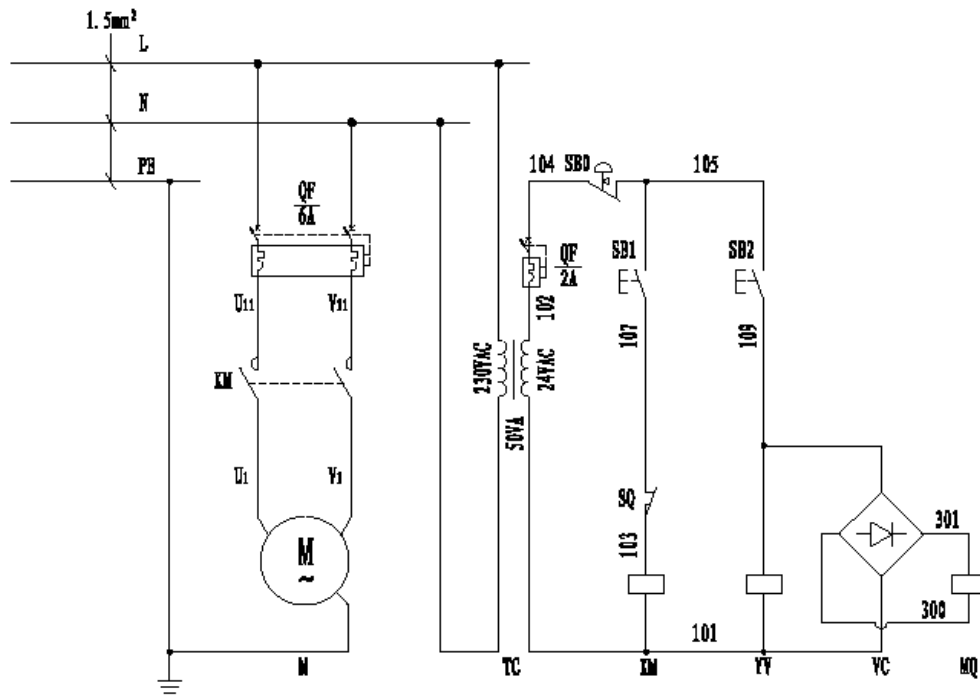 1.5mm²
L
N
PE
QF
6A
U11
V11
KM
U1
V1
M
~
M
230VAC
24VAC
50VA
TC
104
SB0
105
QF
2A
102
SB1
107
SQ
103
KM
SB2
109
101
YV
VC
301
300
MQ